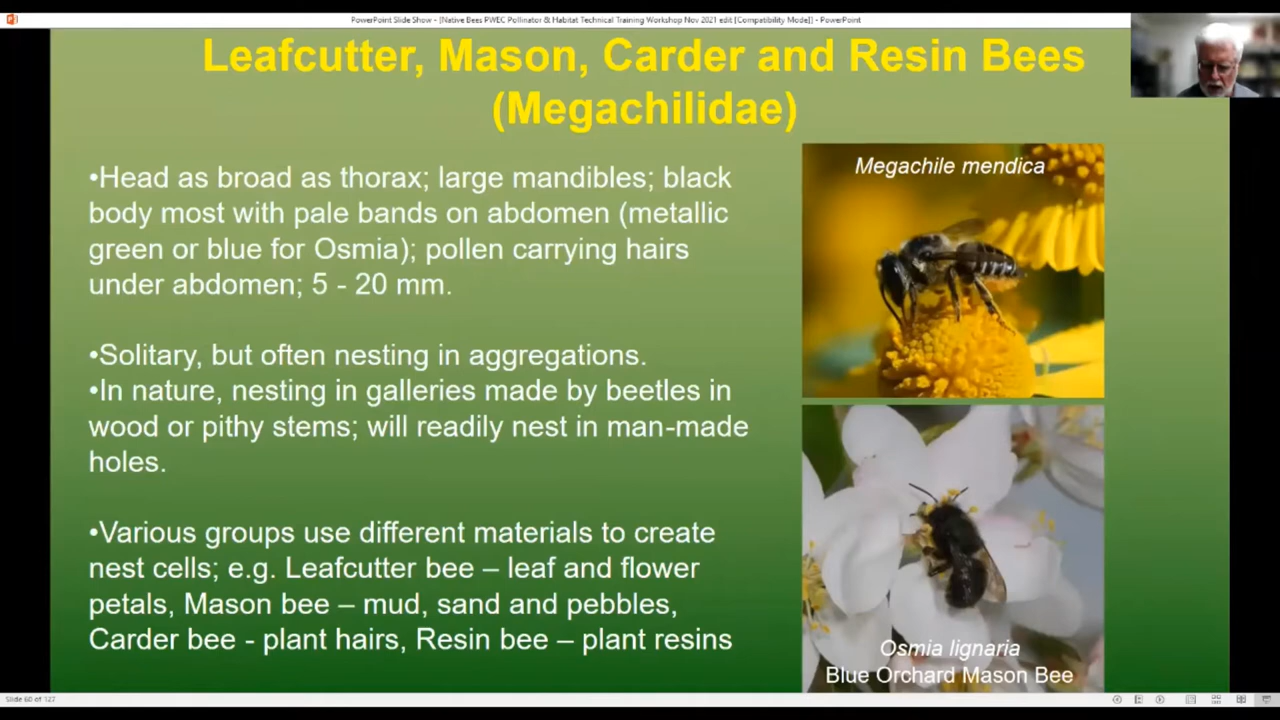 PowerPoint Slide Show - [Native Bees PWEC Pollinator & Habitat Technical Training Workshop Nov 2021 edit [Compatibility Mode]] - PowerPoint
Leafcutter, Mason, Carder and Resin Bees
(Megachilidae)
•Head as broad as thorax; large mandibles; black
body most with pale bands on abdomen (metallic
green or blue for Osmia); pollen carrying hairs
under abdomen; 5 - 20 mm.
•Solitary, but often nesting in aggregations.
•In nature, nesting in galleries made by beetles in
wood or pithy stems; will readily nest in man-made
holes.
•Various groups use different materials to create
nest cells; e.g. Leafcutter bee – leaf and flower
petals, Mason bee – mud, sand and pebbles,
Carder bee - plant hairs, Resin bee – plant resins
Megachile mendica
Osmia lignaria
Blue Orchard Mason Bee
Slide 60 of 127